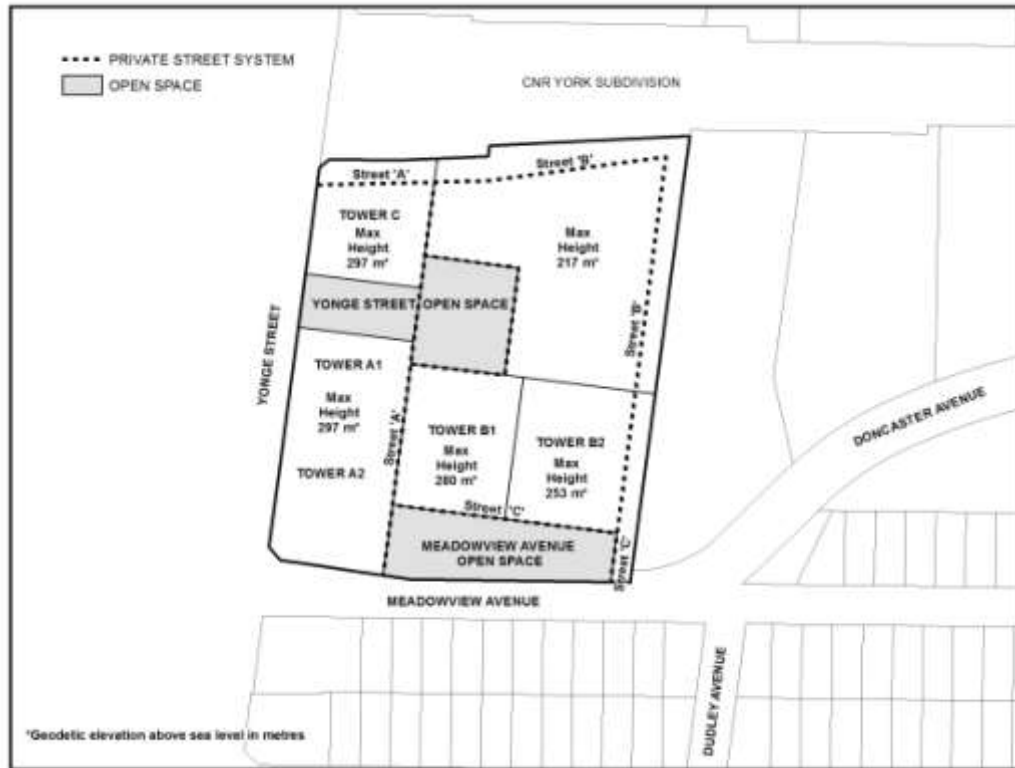 PRIVATE STREET SYSTEM
OPEN SPACE
CNR YORK SUBDIVISION
Street 'A'
Street 'B'
TOWER C
Max
Height
297 m*
Max
Height
217 m*
YONGE STREET OPEN SPACE
YONGE STREET
Street 'B'
TOWER A1
Max
Height
297 m*
TOWER A2
Street 'A'
TOWER B1
Max
Height
280 m*
TOWER B2
Max
Height
253 m*
DONCASTER AVENUE
Street 'C'
MEADOWVIEW AVENUE
OPEN SPACE
MEADOWVIEW AVENUE
DUDLEY AVENUE
*Geodetic elevation above sea level in metres